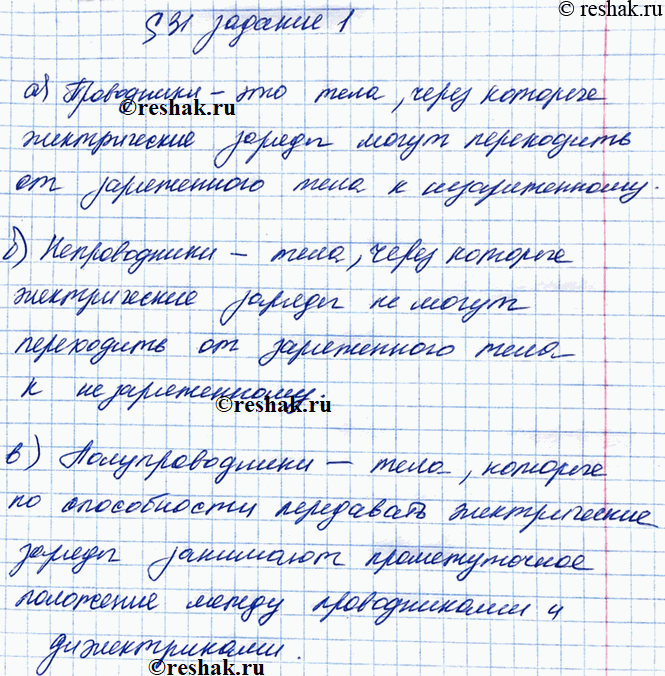 © reshak.ru
§31 задание 1
а) Проводники – это тела, через которые
© reshak.ru
электрические заряды могут переходить
от заряженного тела к незаряженному.
б) Непроводники – тела, через которые
электрические заряды не могут
переходить от заряженного тела
к незаряженному.
© reshak.ru
в) Полупроводники – тела, которые
по способности передавать электрические
заряды занимают промежуточное
положение между проводниками и
диэлектриками.
© reshak.ru